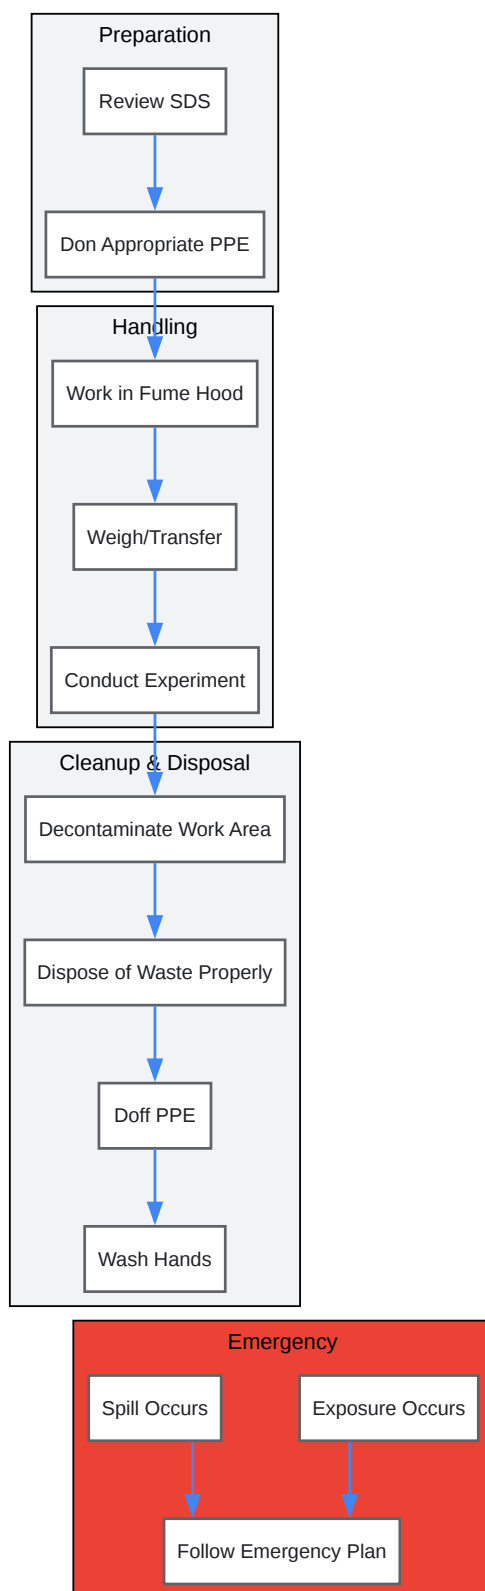 Preparation
Review SDS
Don Appropriate PPE
Handling
Work in Fume Hood
Weigh/Transfer
Conduct Experiment
Cleanup & Disposal
Decontaminate Work Area
Dispose of Waste Properly
Doff PPE
Wash Hands
Emergency
Spill Occurs
Exposure Occurs
Follow Emergency Plan